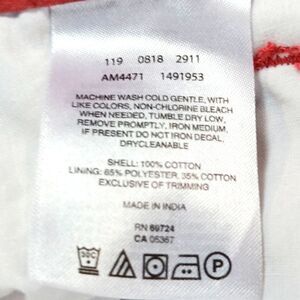 119 0818 2911
AM4471 1491953
MACHINE WASH COLD GENTLE, WITH
LIKE COLORS, NON-CHLORINE BLEACH
WHEN NEEDED, TUMBLE DRY LOW,
REMOVE PROMPTLY, IRON MEDIUM,
IF PRESENT DO NOT IRON DECAL,
DRYCLEANABLE
SHELL: 100% COTTON
LINING: 65% POLYESTER, 35% COTTON
EXCLUSIVE OF TRIMMING
MADE IN INDIA
RN 69724
CA 05367
30C
P